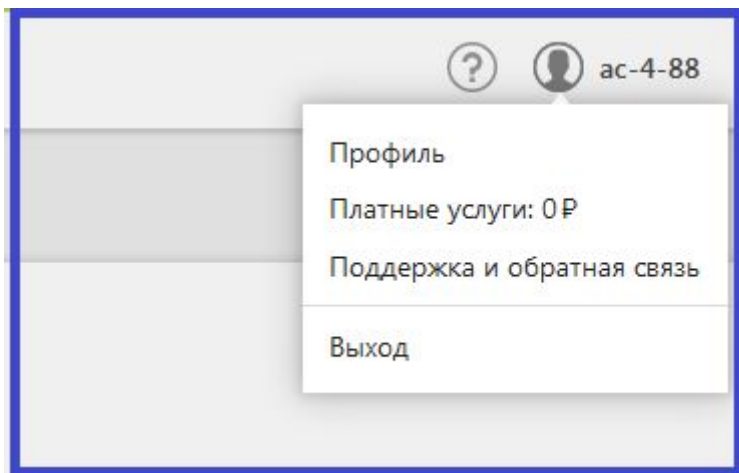 ? ac-4-88
Профиль
Платные услуги: 0 ₽
Поддержка и обратная связь
Выход